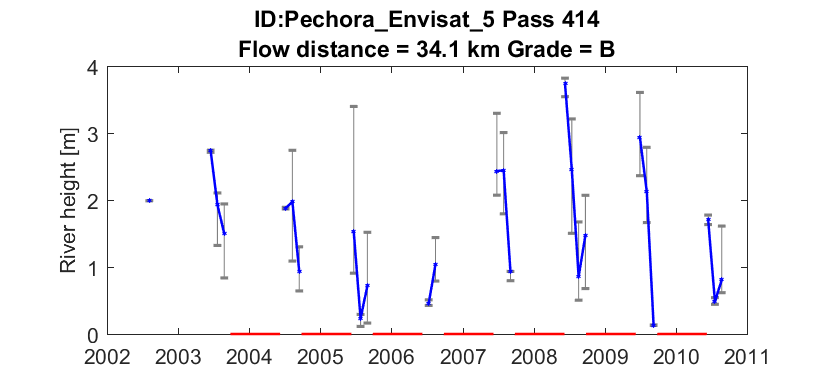 ID:Pechora_Envisat_5 Pass 414
Flow distance = 34.1 km Grade = B
River height [m]
4
3
2
1
0
2002 2003 2004 2005 2006 2007 2008 2009 2010 2011